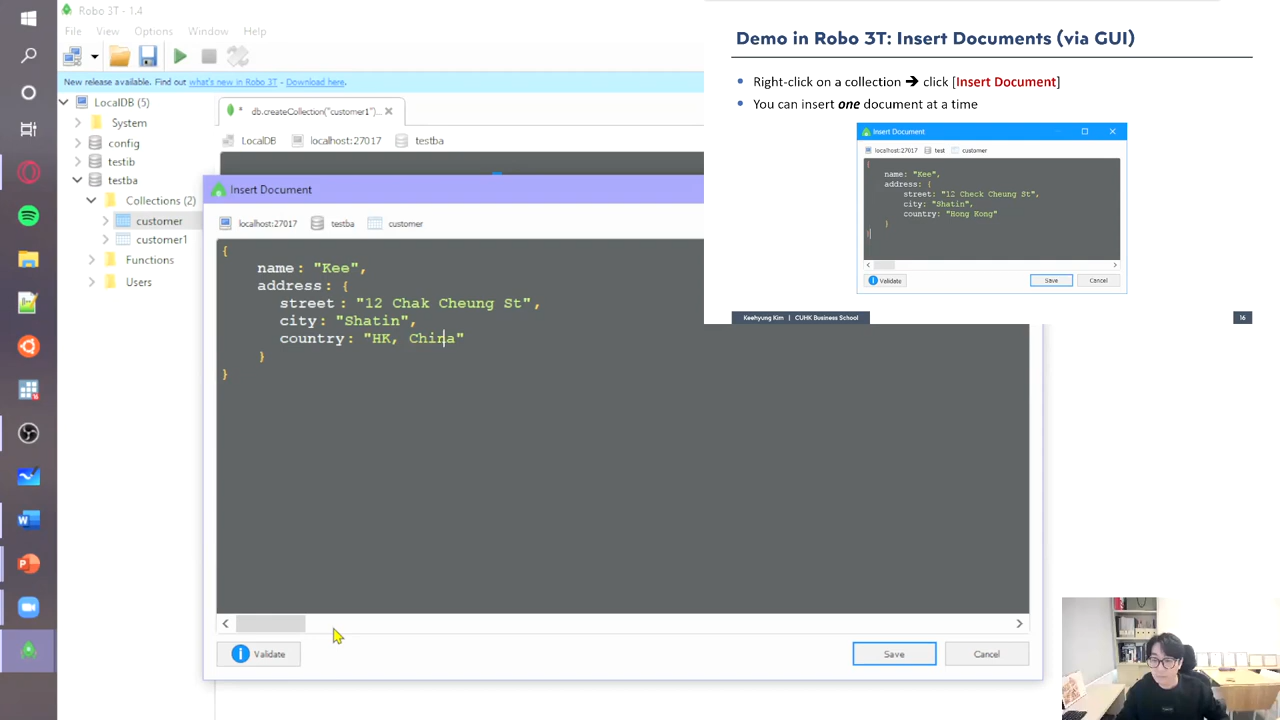 Robo 3T - 1.4
File View Options Window Help
New release available. Find out what's new in Robo 3T - Download here.
LocalDB (5)
System
config
testib
testba
Collections (2)
customer
customer1
Functions
Users
* db.createCollection("customer1")
LocalDB localhost:27017 testba
Insert Document
localhost:27017 testba customer
{
name: "Kee",
address: {
street: "12 Chak Cheung St",
city: "Shatin",
country: "HK, China"
}
}
Validate
Save
Cancel
Demo in Robo 3T: Insert Documents (via GUI)
• Right-click on a collection ➔ click [Insert Document]
• You can insert one document at a time
Insert Document
localhost:27017 test customer
{
name: "Kee",
address: {
street: "12 Check Cheung St",
city: "Shatin",
country: "Hong Kong"
}
}
Validate
Save
Cancel
Keehyung Kim | CUHK Business School
16